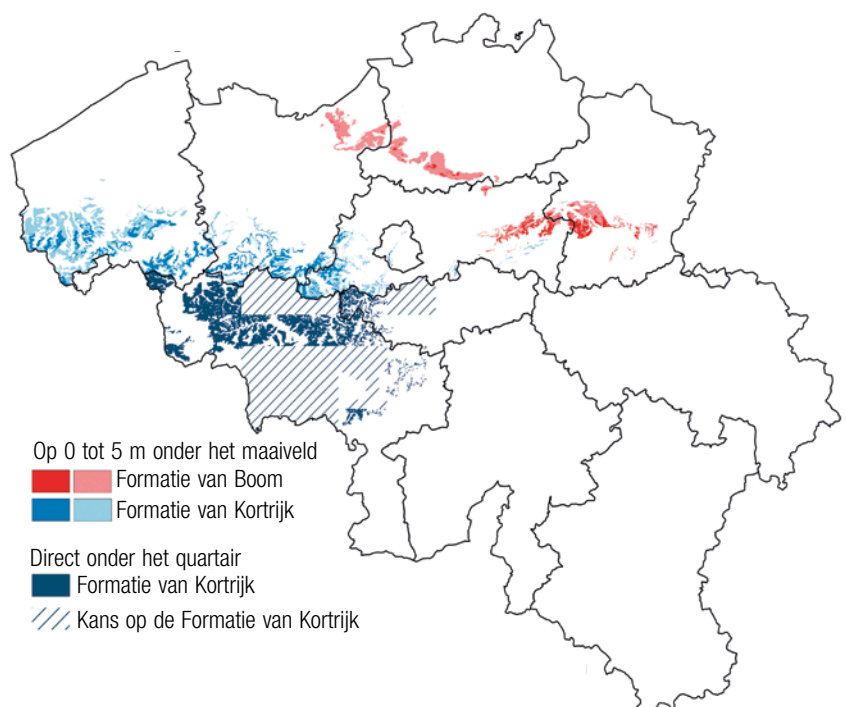 Op 0 tot 5 m onder het maaiveld
Formatie van Boom
Formatie van Kortrijk
Direct onder het quartair
Formatie van Kortrijk
Kans op de Formatie van Kortrijk